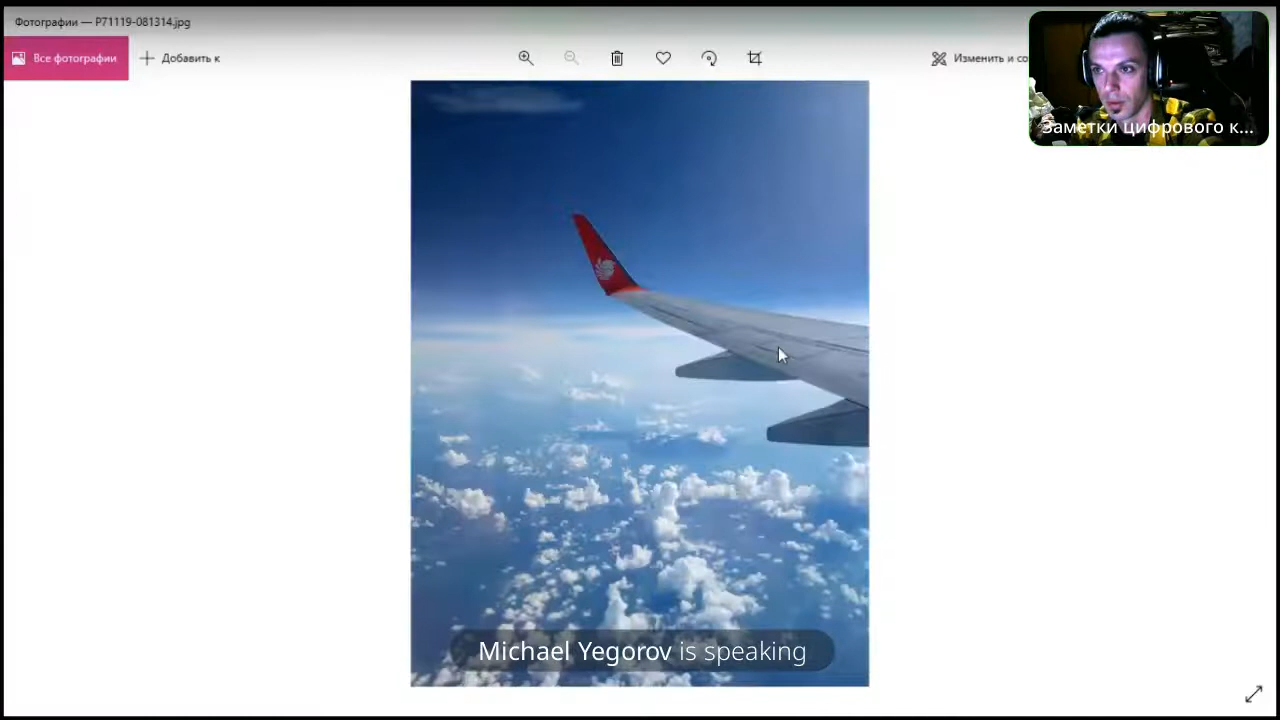 Фотографии — P71119-081314.jpg
Все фотографии
Добавить к
Изменить и со
Заметки цифрового к...
Michael Yegorov is speaking